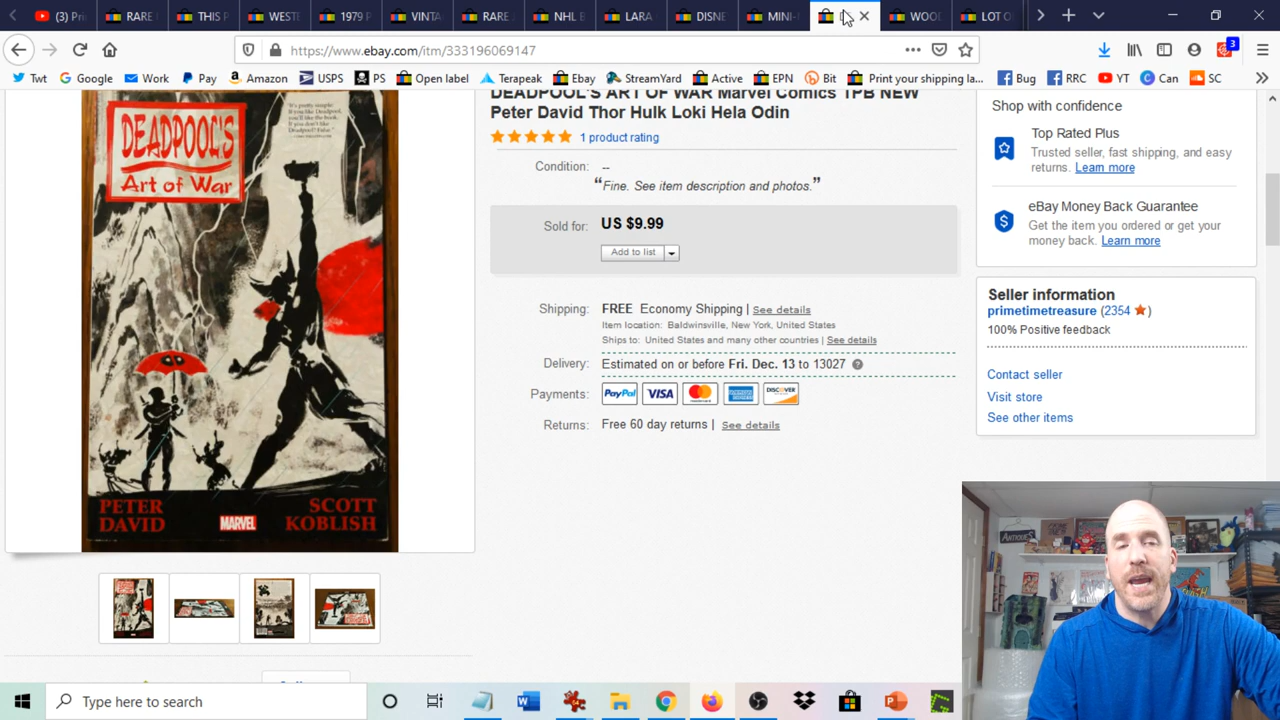 (3) Pri
RARE
THIS P
WESTE
1979 P
VINTA
RARE
NHL B
LARA
DISNE
MINI-
WOOD
LOT O
https://www.ebay.com/itm/333196069147
3
Twt
Google
Work
Pay
Amazon
USPS
PS
Open label
Terapeak
Ebay
StreamYard
Active
EPN
Bit
Print your shipping la...
Bug
RRC
YT
Can
SC
DEADPOOL'S ART OF WAR Marvel Comics TPB NEW
Peter David Thor Hulk Loki Hela Odin
1 product rating
Condition: --
“Fine. See item description and photos.”
Sold for: US $9.99
Add to list
Shipping: FREE Economy Shipping | See details
Item location: Baldwinsville, New York, United States
Ships to: United States and many other countries | See details
Delivery: Estimated on or before Fri. Dec. 13 to 13027
Payments: PayPal VISA
DISCOVER
Returns: Free 60 day returns | See details
DEADPOOL'S
Art of War
PETER
DAVID
MARVEL
SCOTT
KOBLISH
Shop with confidence
Top Rated Plus
Trusted seller, fast shipping, and easy
returns. Learn more
eBay Money Back Guarantee
Get the item you ordered or get your
money back. Learn more
Seller information
primetimetreasure (2354 )
100% Positive feedback
Contact seller
Visit store
See other items
ANTIQUES
Type here to search